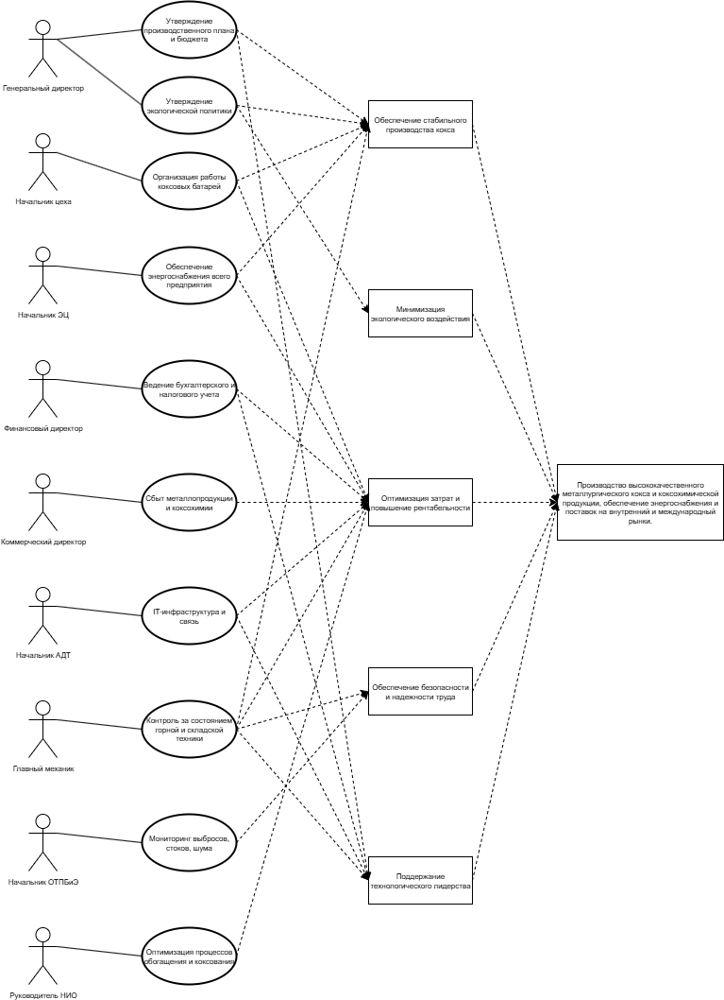 Генеральный директор
Начальник цеха
Начальник ЭЦ
Финансовый директор
Коммерческий директор
Начальник АДТ
Главный механик
Начальник ОТПБиЭ
Руководитель НИО
Утверждение
производственного плана
и бюджета
Утверждение
экологической политики
Организация работы
коксовых батарей
Обеспечение
энергоснабжения всего
предприятия
Ведение бухгалтерского и
налогового учета
Сбыт металлопродукции
и коксохимии
IT-инфраструктура и
связь
Контроль за состоянием
горной и складской
техники
Мониторинг выбросов,
стоков, шума
Оптимизация процессов
обогащения и коксования
Обеспечение стабильного
производства кокса
Минимизация
экологического воздействия
Оптимизация затрат и
повышение рентабельности
Обеспечение безопасности
и надежности труда
Поддержание
технологического лидерства
Производство высококачественного
металлургического кокса и коксохимической
продукции, обеспечение энергоснабжения и
поставок на внутренний и международный
рынки.